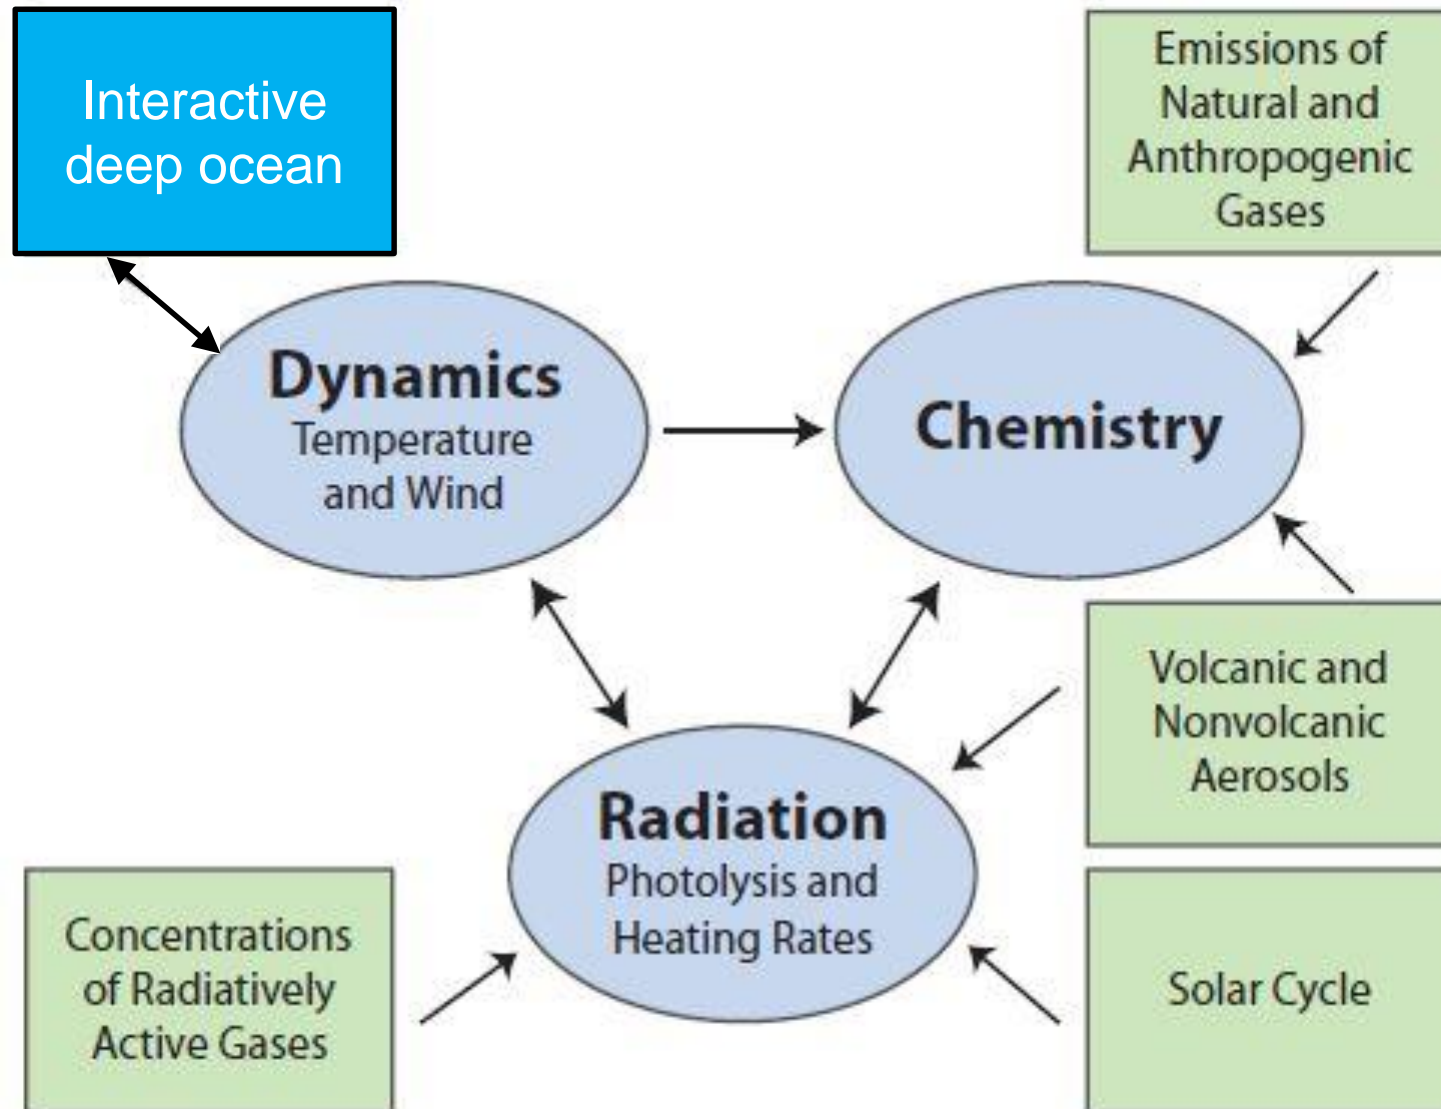 Interactive
deep ocean
Emissions of
Natural and
Anthropogenic
Gases
Dynamics
Temperature
and Wind
Chemistry
Volcanic and
Nonvolcanic
Aerosols
Radiation
Photolysis and
Heating Rates
Concentrations
of Radiatively
Active Gases
Solar Cycle